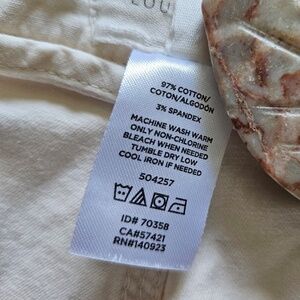 LOU
97% COTTON/
COTON/ALGODÓN
3% SPANDEX
MACHINE WASH WARM
ONLY NON-CHLORINE
BLEACH WHEN NEEDED
TUMBLE DRY LOW
COOL IRON IF NEEDED
504257
ID# 70358
CA#57421
RN#140923